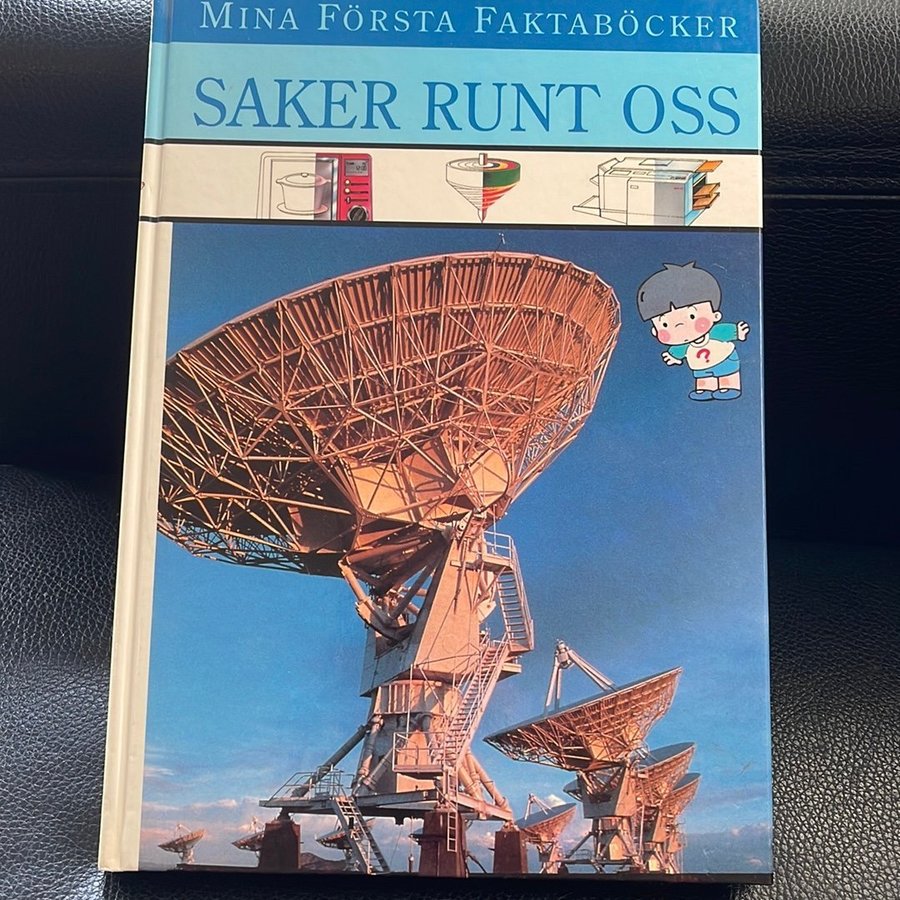 MINA FÖRSTA FAKTABÖCKER
SAKER RUNT OSS
?